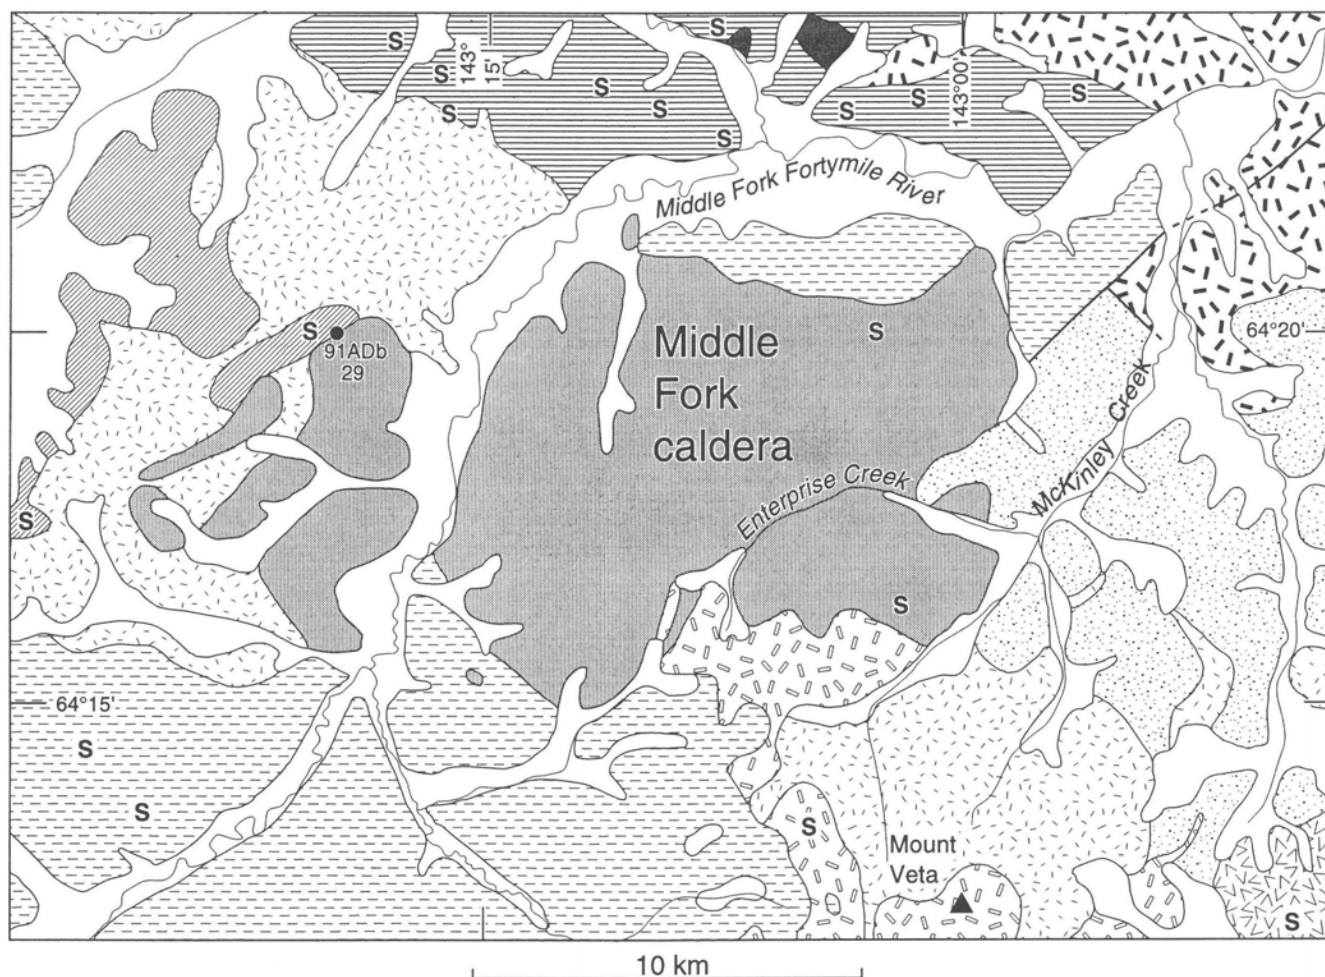 S
S
143°
15'
S
S
S
S
S
S
S
S
143°00'
Middle Fork Fortymile River
S
91ADb
29
S
Middle
Fork
caldera
64°20'
McKinley Creek
Enterprise Creek
S
S
64°15'
S
S
S
Mount
Veta
S
10 km